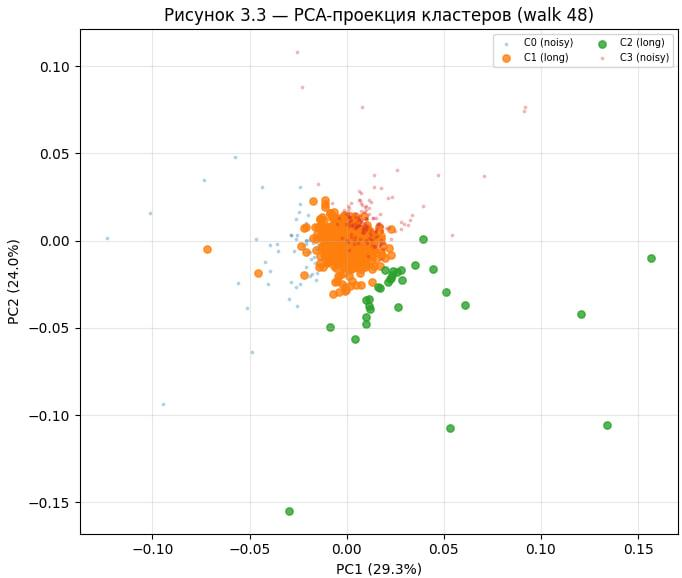 Рисунок 3.3 — PCA-проекция кластеров (walk 48)
C0 (noisy)
C1 (long)
C2 (long)
C3 (noisy)
0.10
0.05
0.00
−0.05
−0.10
−0.15
PC2 (24.0%)
−0.10
−0.05
0.00
0.05
0.10
0.15
PC1 (29.3%)